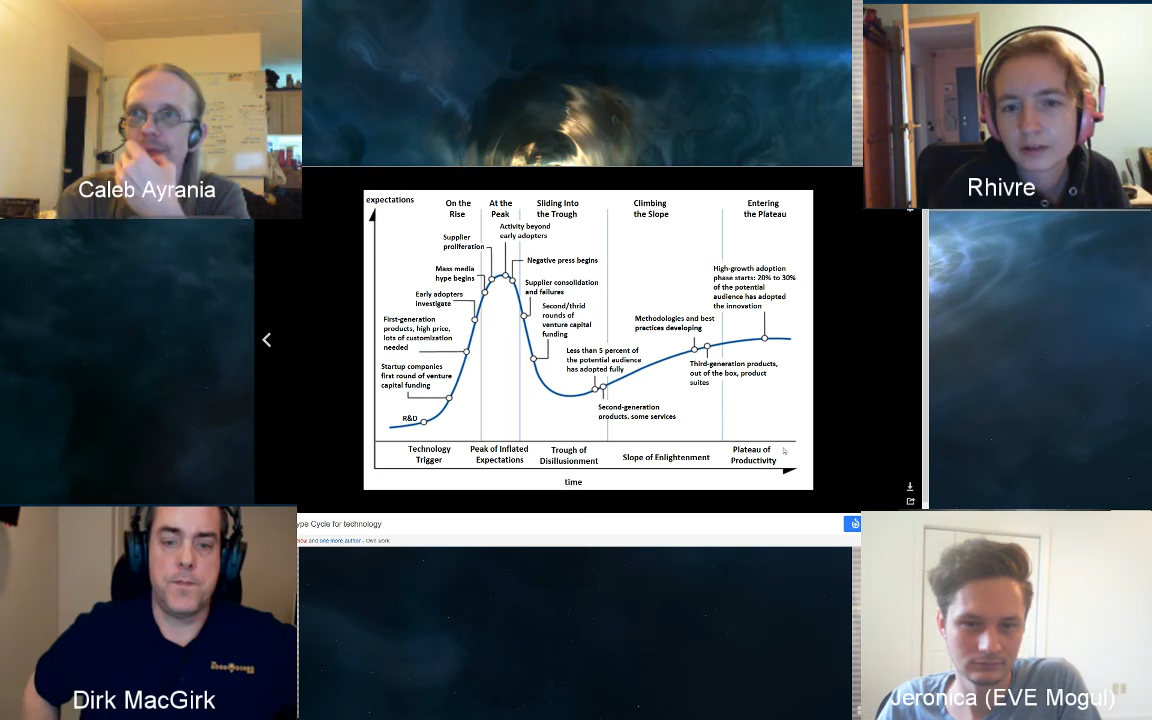 Caleb Ayrania
Rhivre
expectations
On the
Rise
At the
Peak
Sliding Into
the Trough
Climbing
the Slope
Entering
the Plateau
Activity beyond
early adopters
Supplier
proliferation
Negative press begins
Mass media
hype begins
Supplier consolidation
and failures
High-growth adoption
phase starts: 20% to 30%
of the potential
audience has adopted
the innovation
Early adopters
investigate
Second/thrid
rounds of
venture capital
funding
First-generation
products, high price,
lots of customization
needed
Methodologies and best
practices developing
Less than 5 percent of
the potential audience
has adopted fully
Third-generation products,
out of the box, product
suites
Startup companies
first round of venture
capital funding
Second-generation
products, some services
R&D
Technology
Trigger
Peak of Inflated
Expectations
Trough of
Disillusionment
Slope of Enlightenment
Plateau of
Productivity
time
ype Cycle for technology
and one more author - Own work
Dirk MacGirk
Jeronica (EVE Mogul)